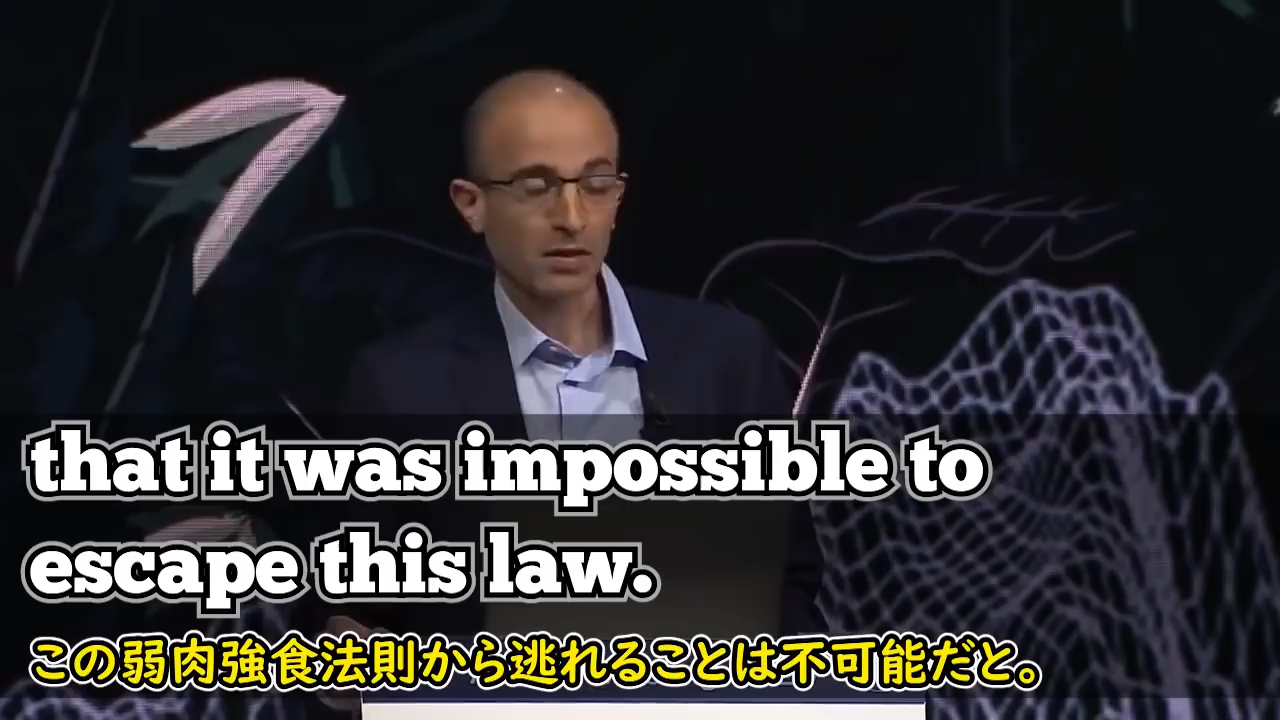 that it was impossible to
escape this law.
この弱肉強食法則から逃れることは不可能だと。